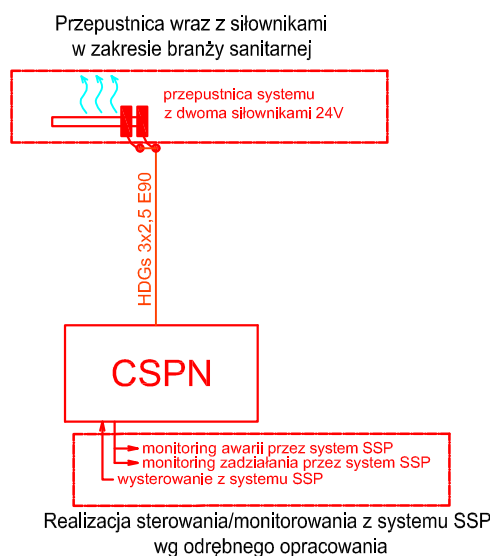 Przepustnica wraz z siłownikami
w zakresie branży sanitarnej
przepustnica systemu
z dwoma siłownikami 24V
HDGs 3x2,5 E90
CSPN
monitoring awarii przez system SSP
monitoring zadziałania przez system SSP
wysterowanie z systemu SSP
Realizacja sterowania/monitorowania z systemu SSP
wg odrębnego opracowania